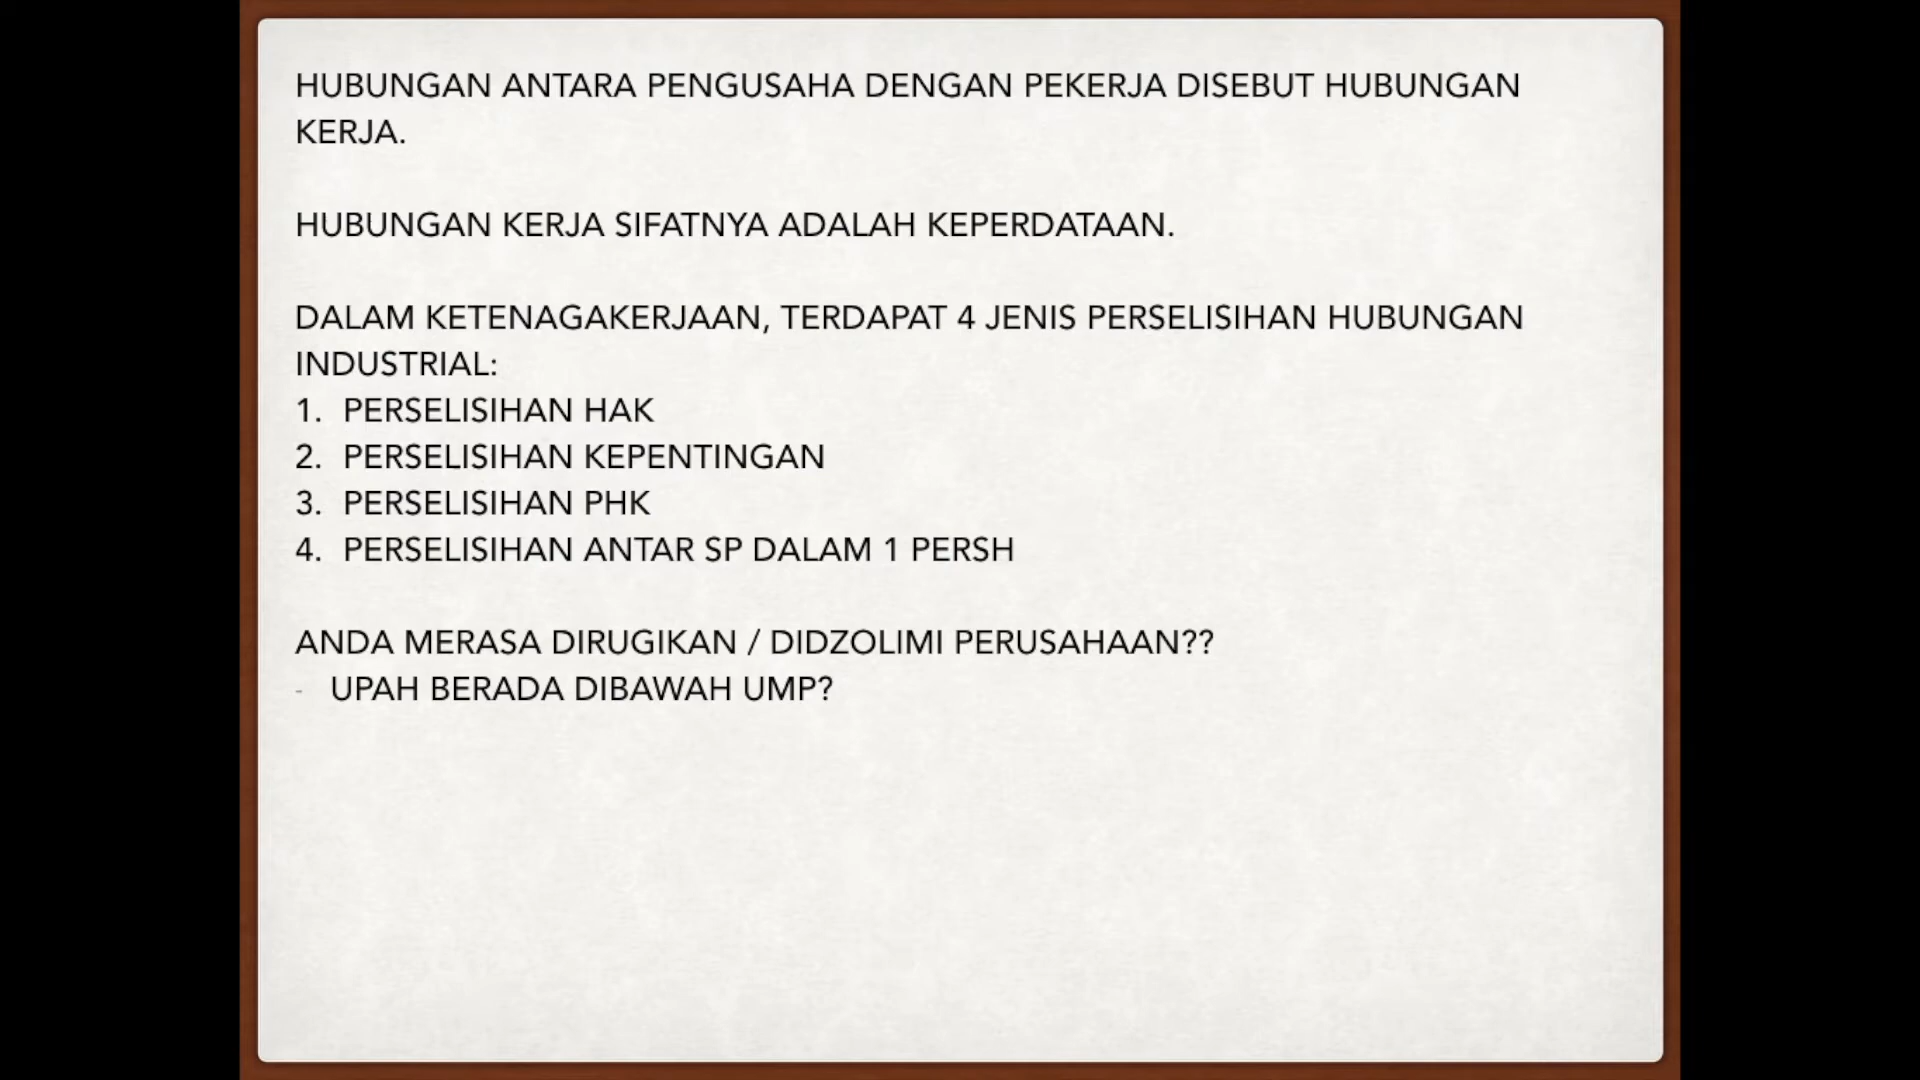 HUBUNGAN ANTARA PENGUSAHA DENGAN PEKERJA DISEBUT HUBUNGAN
KERJA.
HUBUNGAN KERJA SIFATNYA ADALAH KEPERDATAAN.
DALAM KETENAGAKERJAAN, TERDAPAT 4 JENIS PERSELISIHAN HUBUNGAN
INDUSTRIAL:
1. PERSELISIHAN HAK
2. PERSELISIHAN KEPENTINGAN
3. PERSELISIHAN PHK
4. PERSELISIHAN ANTAR SP DALAM 1 PERSH
ANDA MERASA DIRUGIKAN / DIDZOLIMI PERUSAHAAN??
- UPAH BERADA DIBAWAH UMP?